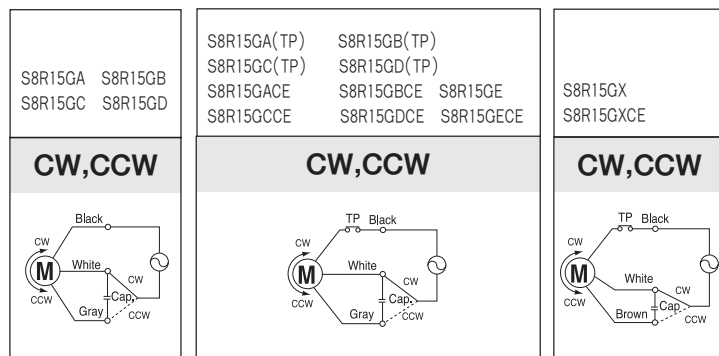 S8R15GA S8R15GB
S8R15GC S8R15GD
CW,CCW
Black
CW
White
M
CW
Cap.
CCW
Gray
CCW
S8R15GA(TP) S8R15GB(TP)
S8R15GC(TP) S8R15GD(TP)
S8R15GACE S8R15GBCE S8R15GE
S8R15GCCE S8R15GDCE S8R15GECE
CW,CCW
TP Black
CW
White
M
CW
Cap.
CCW
Gray
CCW
S8R15GX
S8R15GXCE
CW,CCW
TP Black
CW
M
White
CW
Cap.
CCW
Brown
CCW